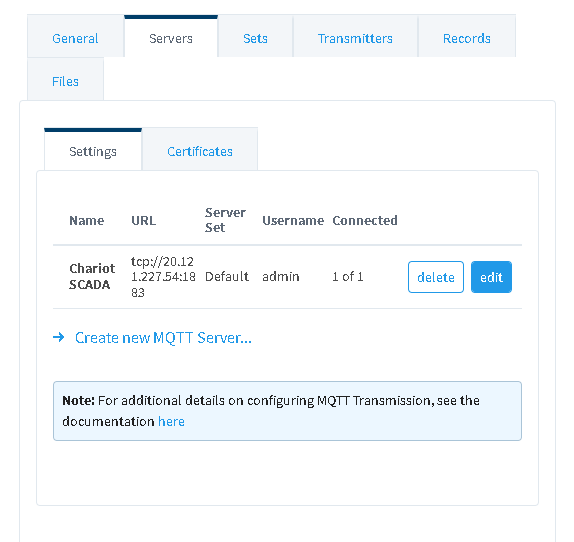 General Servers Sets Transmitters Records
Files
Settings Certificates
Name URL Server Set Username Connected
Chariot SCADA tcp://20.121.227.54:1883 Default admin 1 of 1 delete edit
→ Create new MQTT Server...
Note: For additional details on configuring MQTT Transmission, see the
documentation here